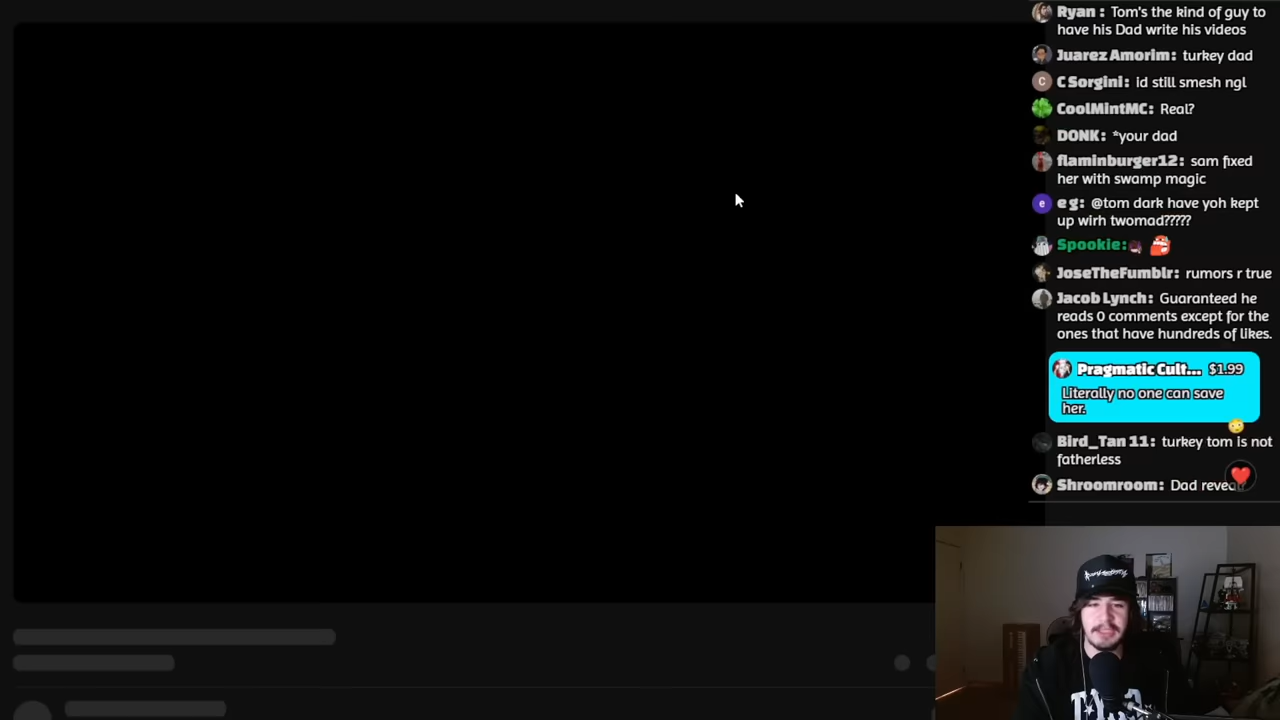 Ryan : Tom's the kind of guy to
have his Dad write his videos
Juarez Amorim: turkey dad
C C Sorgini: id still smesh ngl
CoolMintMC: Real?
DONK: *your dad
flaminburger12: sam fixed
her with swamp magic
e e g: @tom dark have yoh kept
up wirh twomad?????
Spookie:
JoseTheFumblr: rumors r true
Jacob Lynch: Guaranteed he
reads 0 comments except for the
ones that have hundreds of likes.
Pragmatic Cult... $1.99
Literally no one can save
her.
Bird_Tan 11: turkey tom is not
fatherless
Shroomroom: Dad